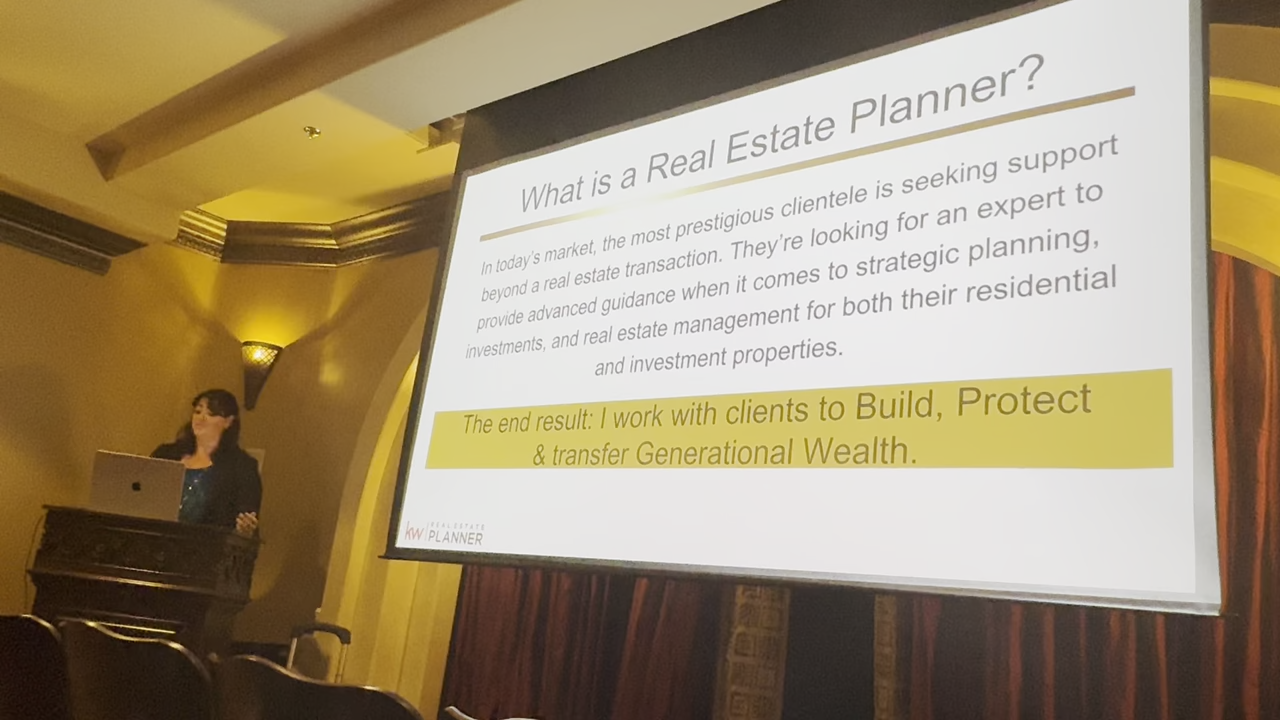 What is a Real Estate Planner?
In today's market, the most prestigious clientele is seeking support
beyond a real estate transaction. They're looking for an expert to
provide advanced guidance when it comes to strategic planning,
investments, and real estate management for both their residential
and investment properties.
The end result: I work with clients to Build, Protect
& transfer Generational Wealth.
kw REAL ESTATE
PLANNER